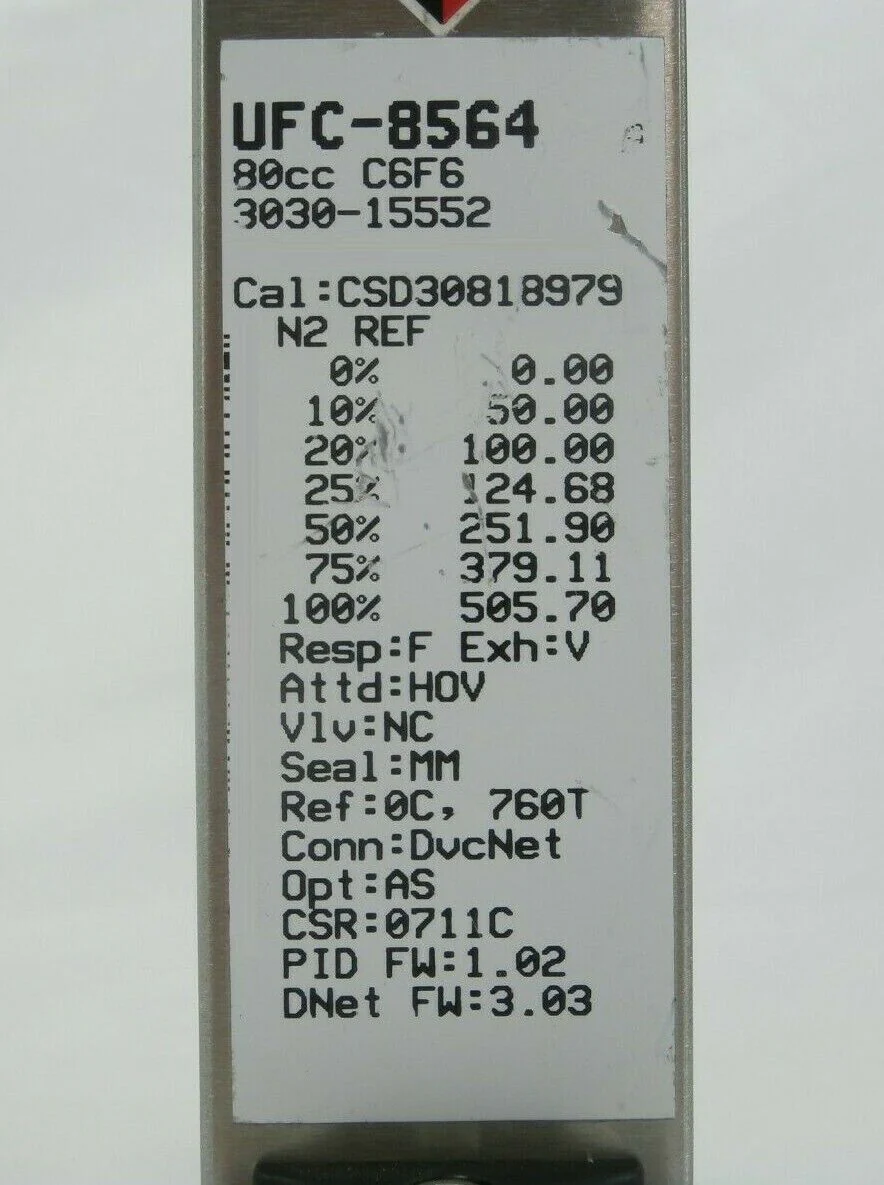 UFC-8564
80cc C6F6
3030-15552
Cal:CSD30818979
N2 REF
0% 0.00
10% 50.00
20% 100.00
25% 124.68
50% 251.90
75% 379.11
100% 505.70
Resp:F Exh:V
Attd:HOV
Vlv:NC
Seal:MM
Ref:0C, 760T
Conn:DvcNet
Opt:AS
CSR:0711C
PID FW:1.02
DNet FW:3.03